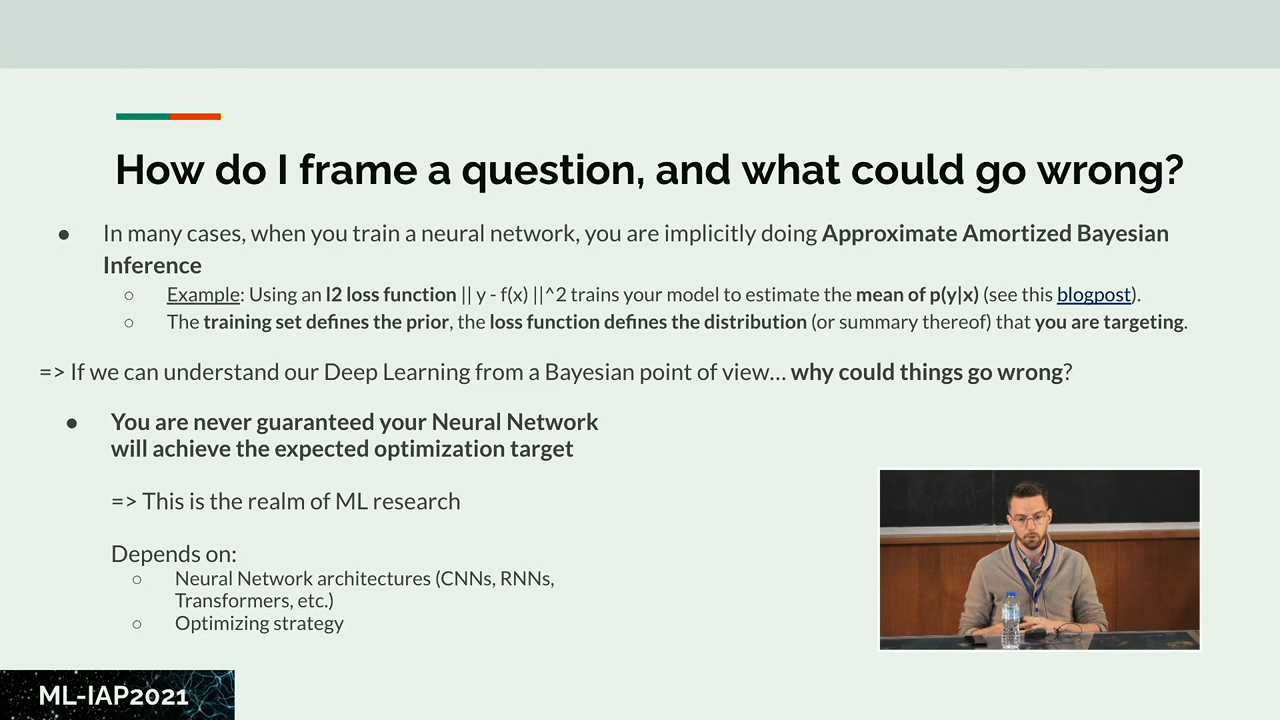 How do I frame a question, and what could go wrong?
● In many cases, when you train a neural network, you are implicitly doing Approximate Amortized Bayesian
Inference
○ Example: Using an l2 loss function || y - f(x) ||^2 trains your model to estimate the mean of p(y|x) (see this blogpost).
○ The training set defines the prior, the loss function defines the distribution (or summary thereof) that you are targeting.
=> If we can understand our Deep Learning from a Bayesian point of view... why could things go wrong?
● You are never guaranteed your Neural Network
will achieve the expected optimization target
=> This is the realm of ML research
Depends on:
○ Neural Network architectures (CNNs, RNNs,
Transformers, etc.)
○ Optimizing strategy
ML-IAP2021